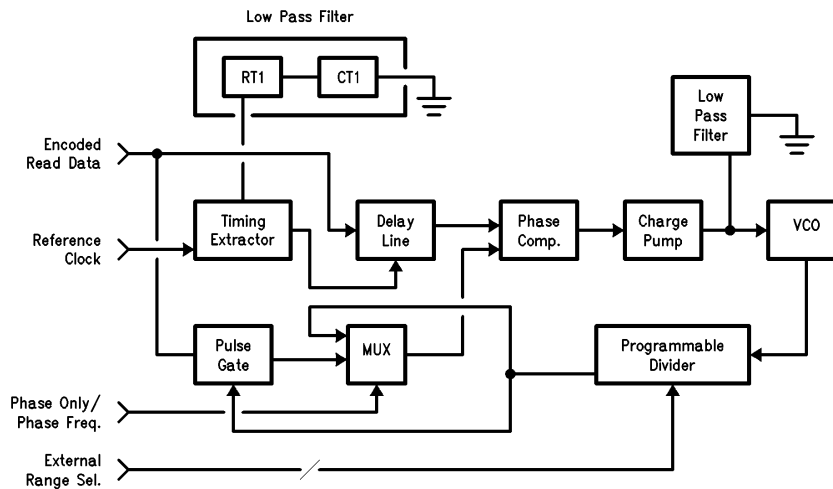 Low Pass Filter
RT1
CT1
Low
Pass
Filter
Encoded
Read Data
Timing
Extractor
Delay
Line
Phase
Comp.
Charge
Pump
VCO
Reference
Clock
Pulse
Gate
MUX
Programmable
Divider
Phase Only/
Phase Freq.
External
Range Sel.